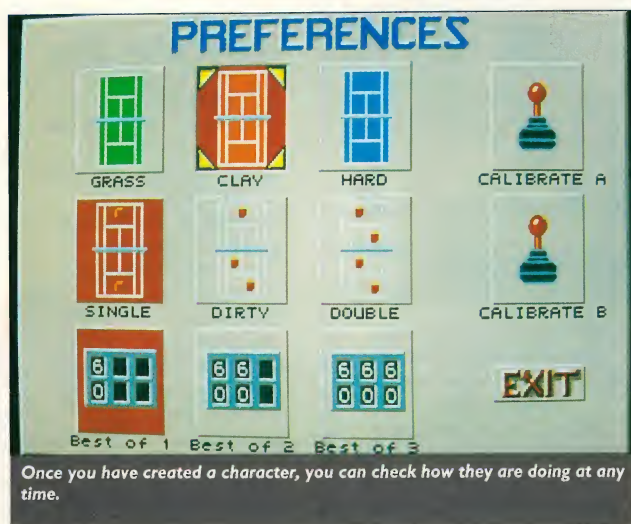 PREFERENCES
GRASS CLAY HARD CALIBRATE A
SINGLE DIRTY DOUBLE CALIBRATE B
6 66 666
0 00 000
EXIT
Best of 1 Best of 2 Best of 3
Once you have created a character, you can check how they are doing at any
time.